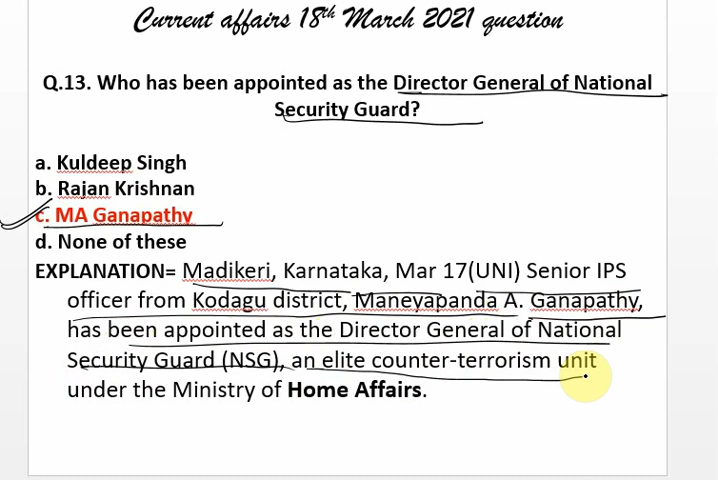 Current affairs 18th March 2021 question
Q.13. Who has been appointed as the Director General of National
Security Guard?
a. Kuldeep Singh
b. Rajan Krishnan
c. MA Ganapathy
d. None of these
EXPLANATION= Madikeri, Karnataka, Mar 17(UNI) Senior IPS
officer from Kodagu district, Maneyapanda A. Ganapathy,
has been appointed as the Director General of National
Security Guard (NSG), an elite counter-terrorism unit
under the Ministry of Home Affairs.